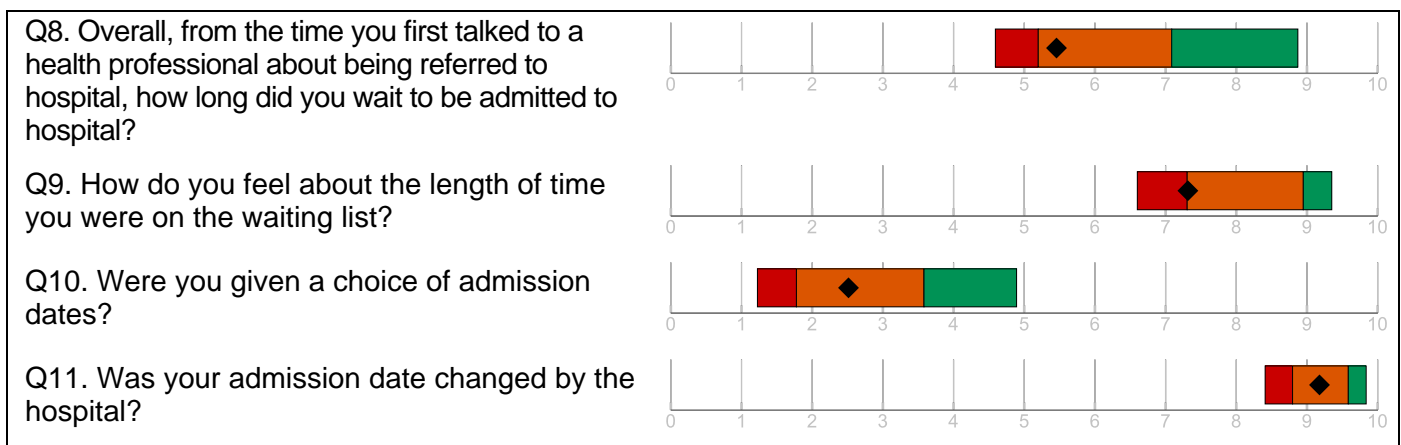 Q8. Overall, from the time you first talked to a
health professional about being referred to
hospital, how long did you wait to be admitted to
hospital?
0 1 2 3 4 5 6 7 8 9 10
Q9. How do you feel about the length of time
you were on the waiting list?
0 1 2 3 4 5 6 7 8 9 10
Q10. Were you given a choice of admission
dates?
0 1 2 3 4 5 6 7 8 9 10
Q11. Was your admission date changed by the
hospital?
0 1 2 3 4 5 6 7 8 9 10